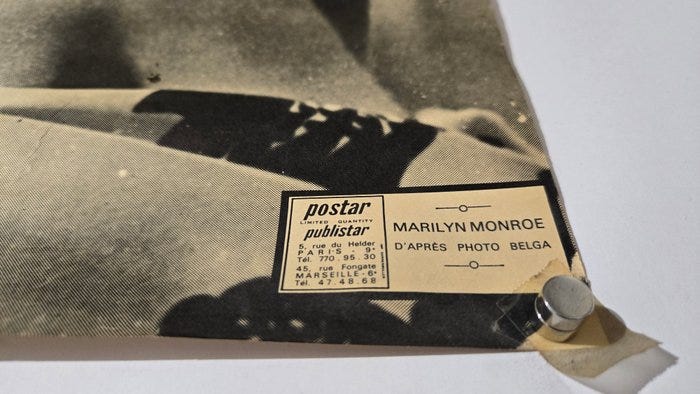 postar
LIMITED QUANTITY
publistar
5, rue du Helder
PARIS - 9e
Tél. 770.95.30
45, rue Fongate
MARSEILLE - 6e
Tél. 47.48.68
MARILYN MONROE
D'APRÈS PHOTO BELGA